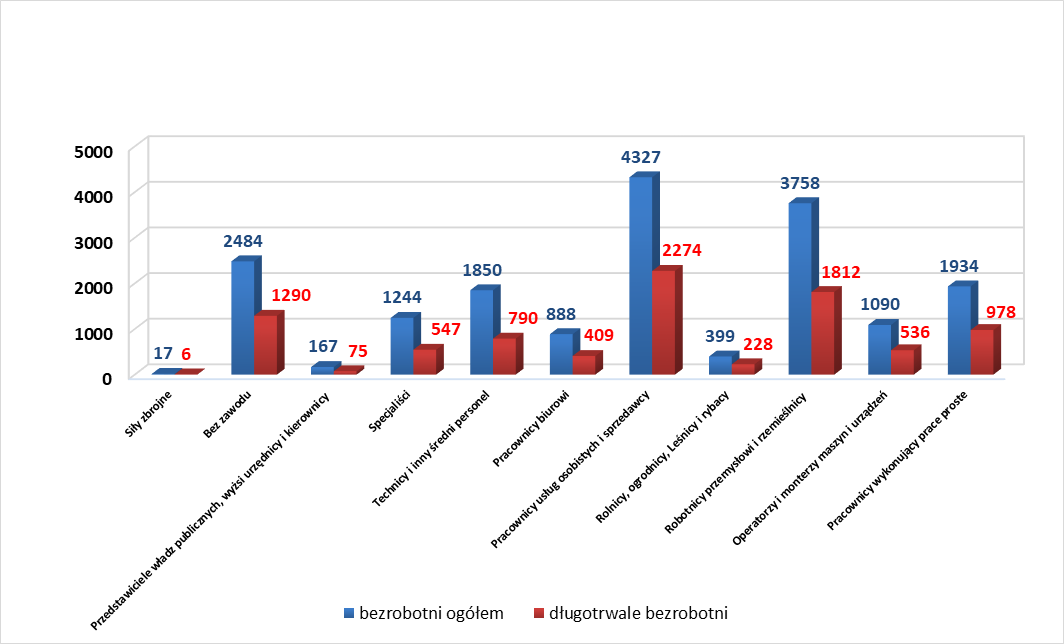 5000
4000
3000
2000
1000
0
17
6
2484
1290
167
75
1244
547
1850
790
888
409
4327
2274
399
228
3758
1812
1090
536
1934
978
Siły zbrojne
Bez zawodu
Przedstawiciele władz publicznych, wyżsi urzędnicy i kierownicy
Specjaliści
Technicy i inny średni personel
Pracownicy biurowi
Pracownicy usług osobistych i sprzedawcy
Rolnicy, ogrodnicy, Leśnicy i rybacy
Robotnicy przemysłowi i rzemieślnicy
Operatorzy i monterzy maszyn i urządzeń
Pracownicy wykonujący prace proste
bezrobotni ogółem
długotrwale bezrobotni